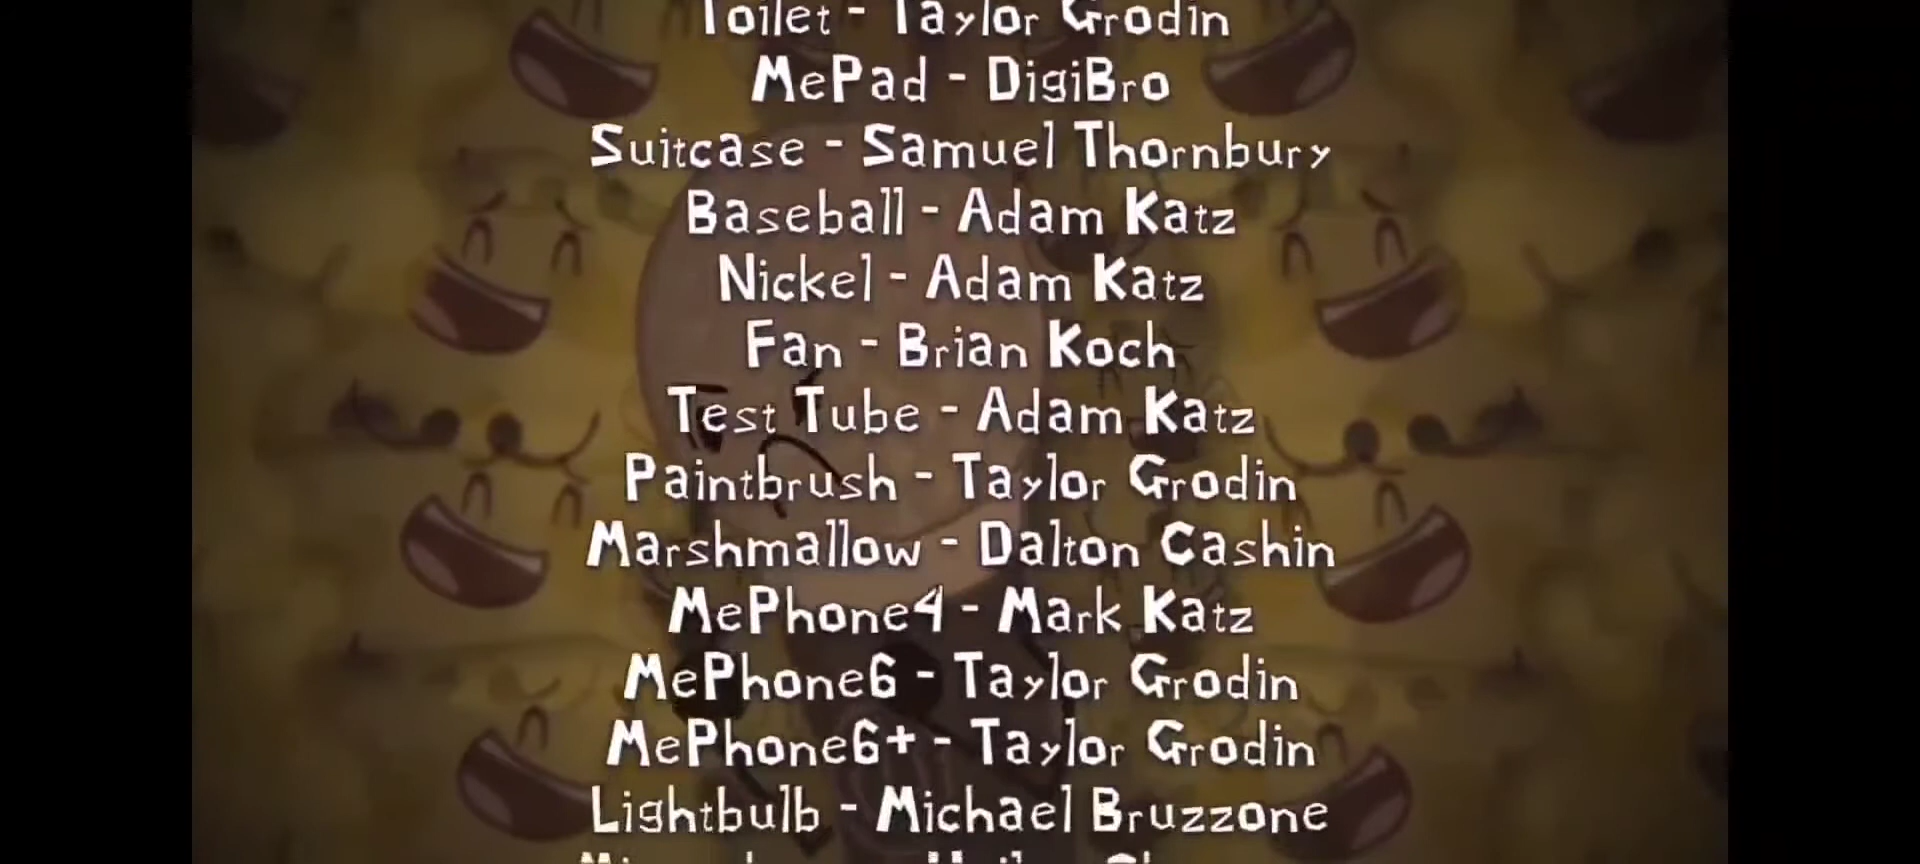 Toilet - Taylor Grodin
MePad - DigiBro
Suitcase - Samuel Thornbury
Baseball - Adam Katz
Nickel - Adam Katz
Fan - Brian Koch
Test Tube - Adam Katz
Paintbrush - Taylor Grodin
Marshmallow - Dalton Cashin
MePhone4 - Mark Katz
MePhone6 - Taylor Grodin
MePhone6+ - Taylor Grodin
Lightbulb - Michael Bruzzone